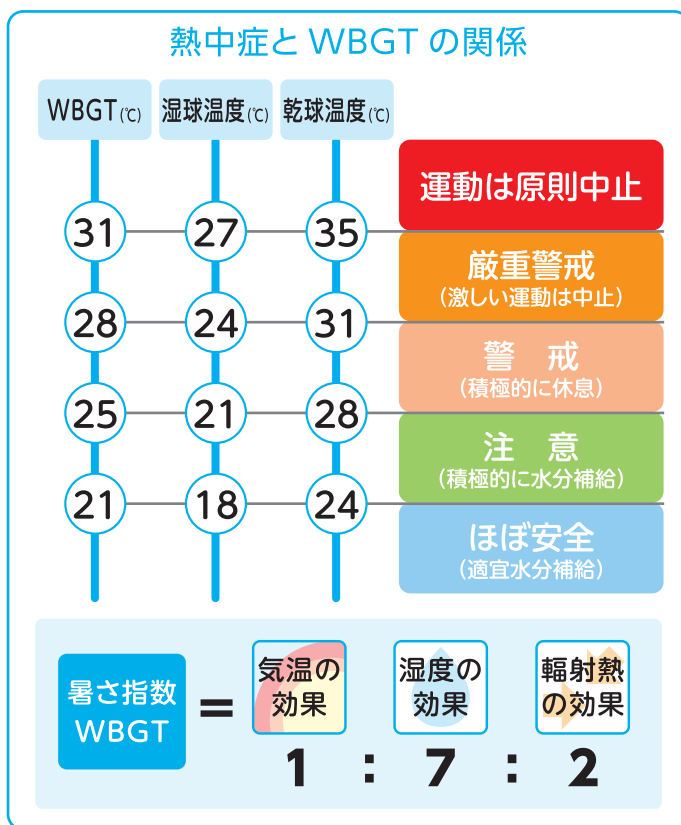 熱中症とWBGTの関係
WBGT(℃) 湿球温度(℃) 乾球温度(℃)
運動は原則中止
31 27 35
厳重警戒
(激しい運動は中止)
28 24 31
警 戒
(積極的に休息)
25 21 28
注 意
(積極的に水分補給)
21 18 24
ほぼ安全
(適宜水分補給)
暑さ指数
WBGT
=
気温の
効果
湿度の
効果
輻射熱
の効果
1 : 7 : 2